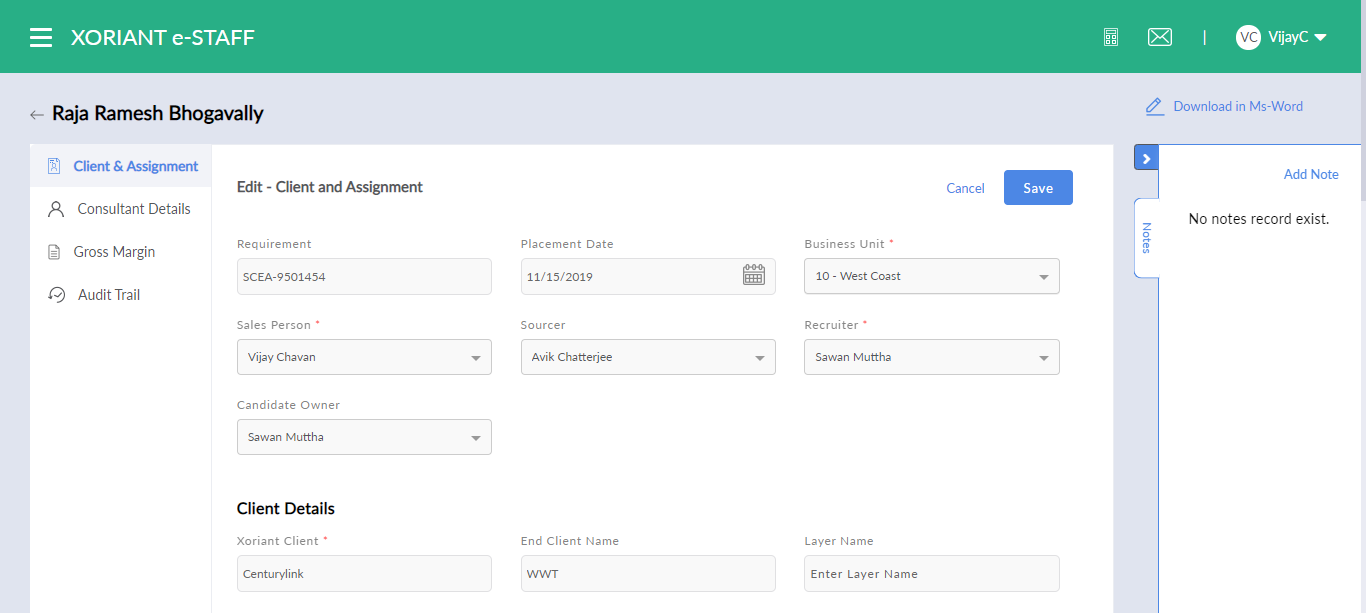 XORIANT e-STAFF
VC VijayC
Raja Ramesh Bhogavally
Download in Ms-Word
Client & Assignment
Consultant Details
Gross Margin
Audit Trail
Edit - Client and Assignment
Cancel Save
Requirement Placement Date Business Unit *
SCEA-9501454 11/15/2019 10 - West Coast
Sales Person * Sourcer Recruiter *
Vijay Chavan Avik Chatterjee Sawan Muttha
Candidate Owner
Sawan Muttha
Client Details
Xoriant Client * End Client Name Layer Name
Centurylink WWT Enter Layer Name
Add Note
Notes
No notes record exist.